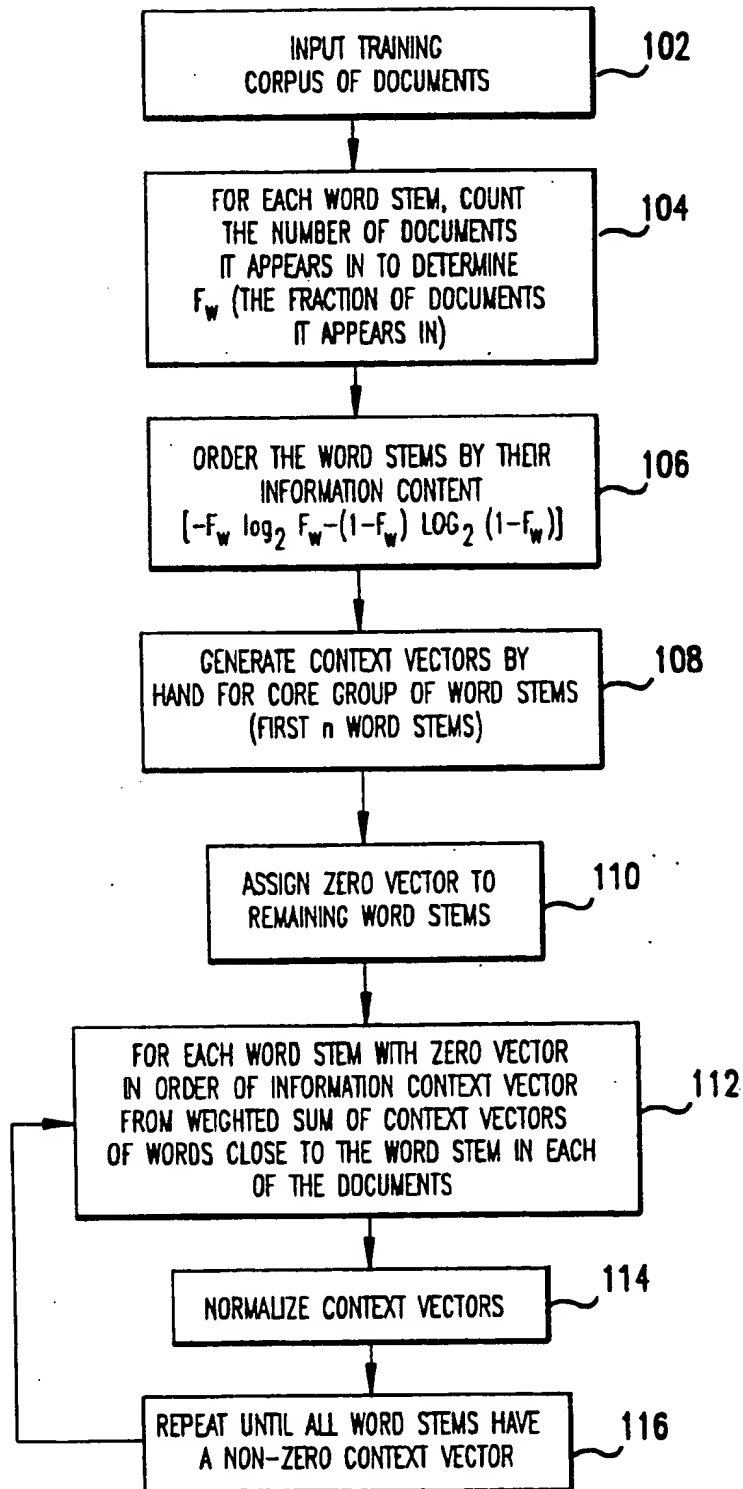 INPUT TRAINING
CORPUS OF DOCUMENTS
102
FOR EACH WORD STEM, COUNT
THE NUMBER OF DOCUMENTS
IT APPEARS IN TO DETERMINE
F_w (THE FRACTION OF DOCUMENTS
IT APPEARS IN)
104
ORDER THE WORD STEMS BY THEIR
INFORMATION CONTENT
[-F_w log_2 F_w-(1-F_w) LOG_2 (1-F_w)]
106
GENERATE CONTEXT VECTORS BY
HAND FOR CORE GROUP OF WORD STEMS
(FIRST n WORD STEMS)
108
ASSIGN ZERO VECTOR TO
REMAINING WORD STEMS
110
FOR EACH WORD STEM WITH ZERO VECTOR
IN ORDER OF INFORMATION CONTEXT VECTOR
FROM WEIGHTED SUM OF CONTEXT VECTORS
OF WORDS CLOSE TO THE WORD STEM IN EACH
OF THE DOCUMENTS
112
NORMALIZE CONTEXT VECTORS
114
REPEAT UNTIL ALL WORD STEMS HAVE
A NON-ZERO CONTEXT VECTOR
116